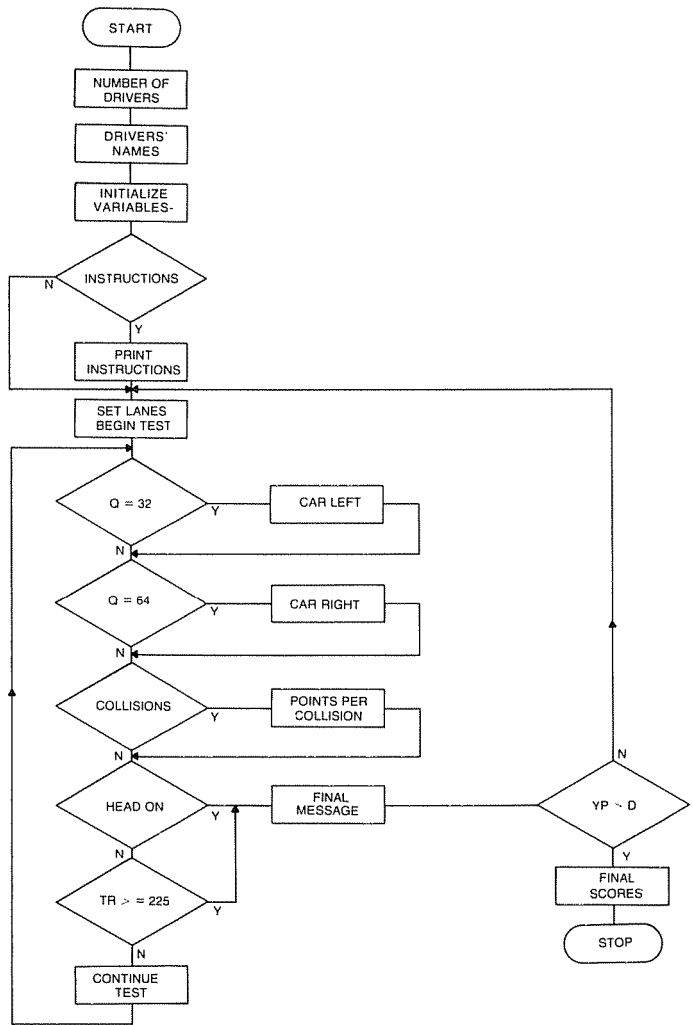 START
NUMBER OF
DRIVERS
DRIVERS'
NAMES
INITIALIZE
VARIABLES-
INSTRUCTIONS
N
Y
PRINT
INSTRUCTIONS
SET LANES
BEGIN TEST
Q = 32
Y
CAR LEFT
N
Q = 64
Y
CAR RIGHT
N
COLLISIONS
Y
POINTS PER
COLLISION
N
HEAD ON
Y
FINAL
MESSAGE
YP > D
N
Y
FINAL
SCORES
STOP
N
TR > = 225
Y
N
CONTINUE
TEST